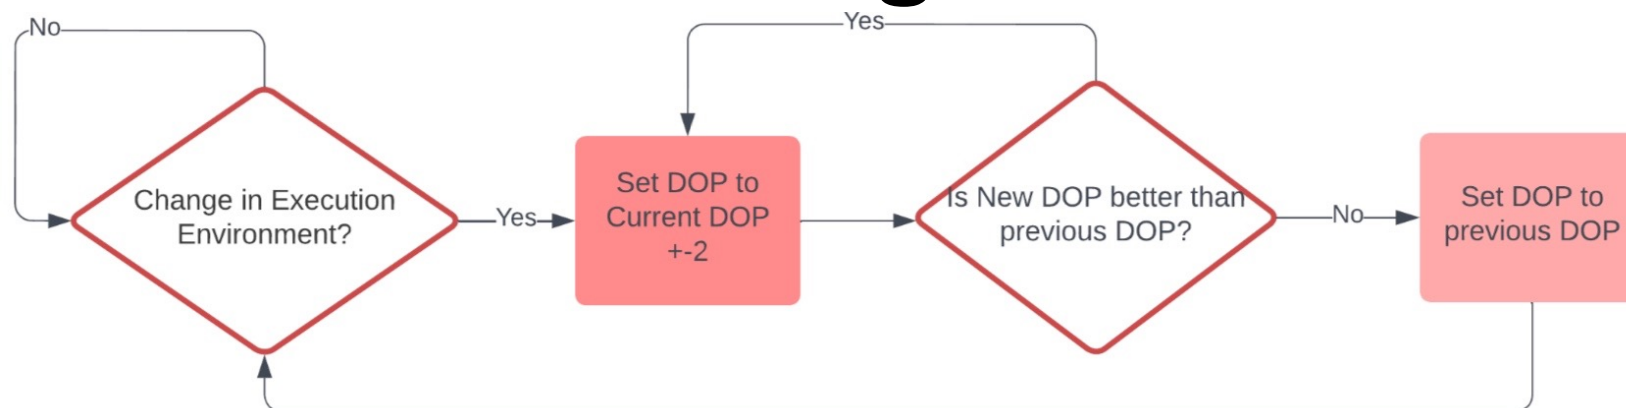 No
Yes
Change in Execution
Environment?
Yes
Set DOP to
Current DOP
+-2
Is New DOP better than
previous DOP?
No
Set DOP to
previous DOP